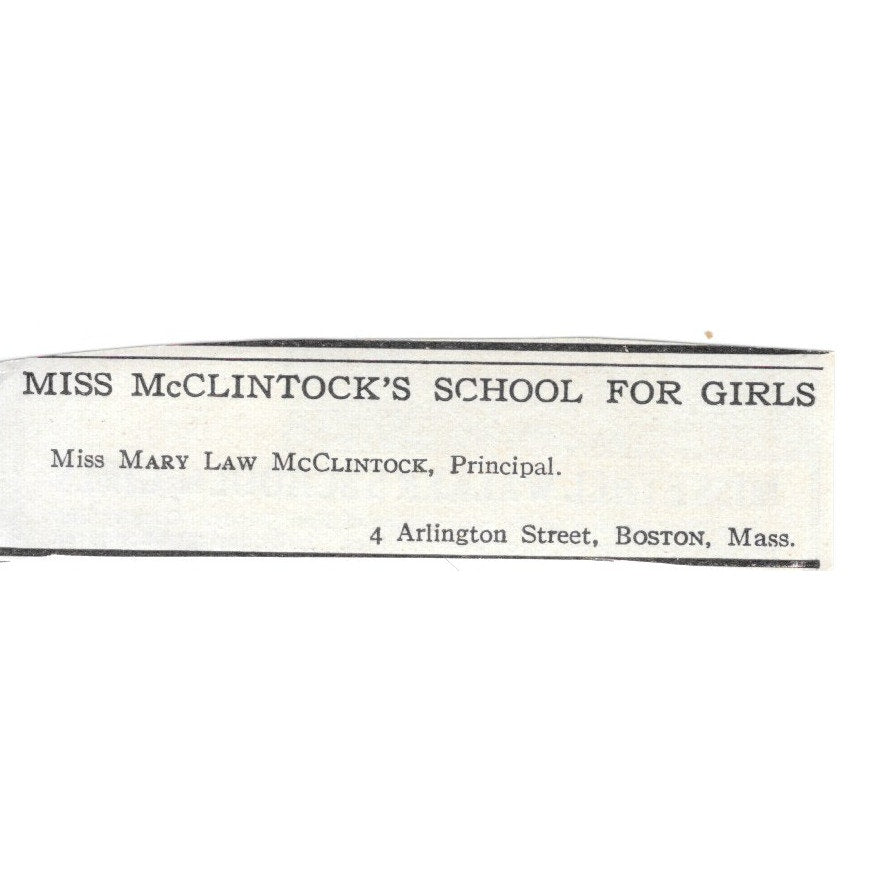 MISS McCLINTOCK'S SCHOOL FOR GIRLS
Miss MARY LAW McCLINTOCK, Principal.
4 Arlington Street, BOSTON, Mass.